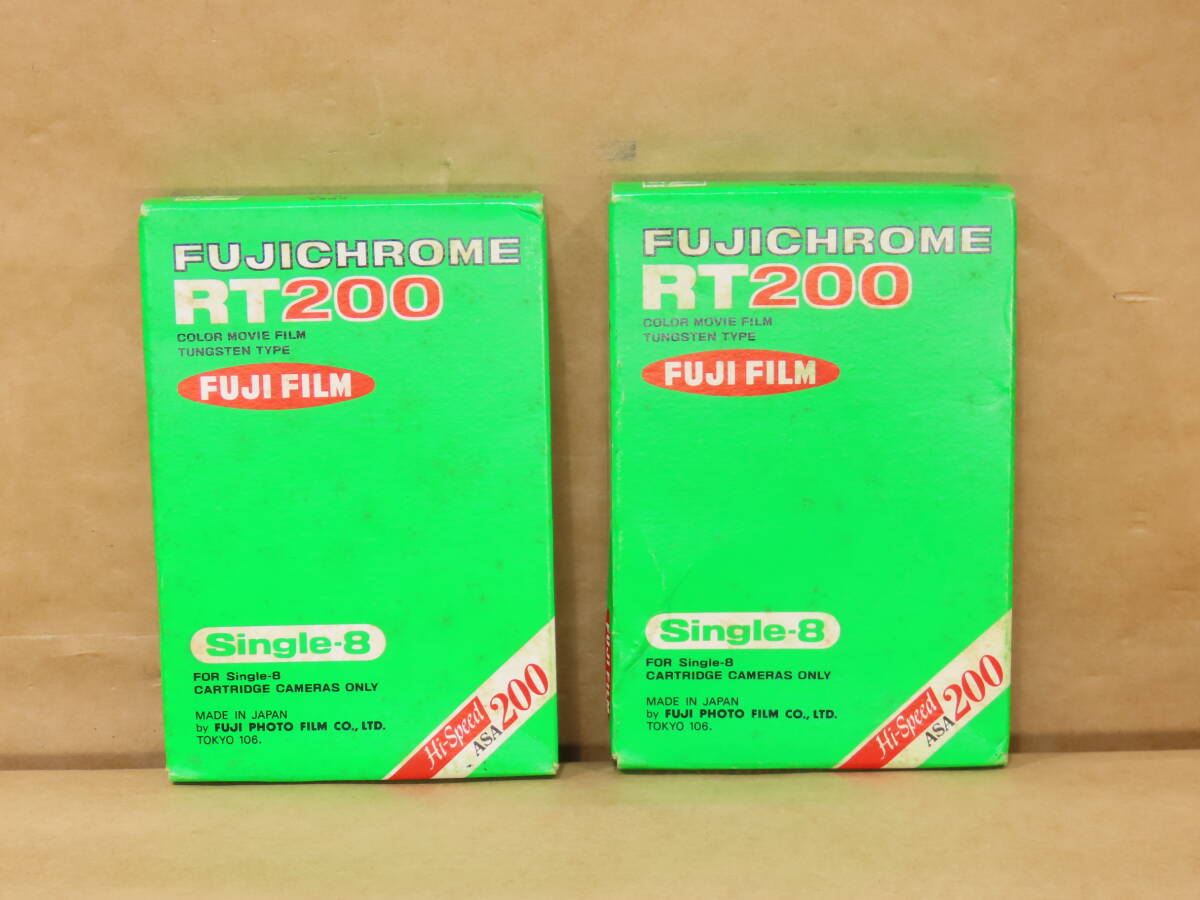 FUJICHROME
RT200
COLOR MOVIE FILM
TUNGSTEN TYPE
FUJI FILM
Single-8
FOR Single-8
CARTRIDGE CAMERAS ONLY
MADE IN JAPAN
by FUJI PHOTO FILM CO., LTD.
TOKYO 106.
Hi-Speed
ASA 200
FUJICHROME
RT200
COLOR MOVIE FILM
TUNGSTEN TYPE
FUJI FILM
Single-8
FOR Single-8
CARTRIDGE CAMERAS ONLY
MADE IN JAPAN
by FUJI PHOTO FILM CO., LTD.
TOKYO 106.
Hi-Speed
ASA 200
FUJI FILM